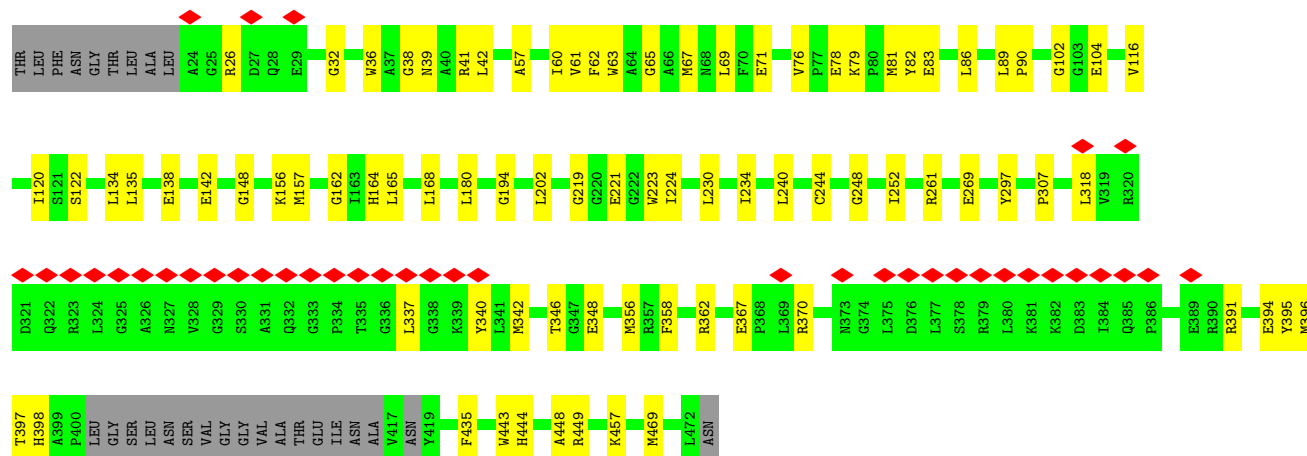 THR LEU PHE ASN GLY THR LEU ALA LEU A24 G25 R26 D27 Q28 E29 G32 W36 A37 G38 N39 A40 R41 L42 A57 I60 V61 F62 W63 A64 G65 A66 M67 N68 L69 F70 E71 V76 P77 E78 K79 P80 M81 Y82 E83 L86 L89 P90 G102 G103 E104 V116
I120 S121 S122 L134 L135 E138 E142 G148 K156 M157 G162 I163 H164 L165 L168 L180 G194 L202 G219 G220 E221 G222 W223 I224 L230 I234 L240 C244 G248 I252 R261 E269 Y297 P307 L318 V319 R320
D321 Q322 R323 L324 G325 A326 N327 V328 G329 S330 A331 Q332 G333 P334 T335 G336 L337 G338 K339 Y340 L341 M342 T346 G347 E348 M356 R357 F358 R362 E367 P368 L369 R370 N373 G374 L375 D376 L377 S378 R379 L380 K381 K382 D383 I384 Q385 P386 E389 R390 R391 E394 Y395 M396
T397 H398 A399 P400 LEU GLY SER LEU ASN SER VAL GLY GLY VAL ALA THR GLU ILE ASN ALA V417 ASN Y419 F435 W443 H444 A448 R449 K457 M469 L472 ASN